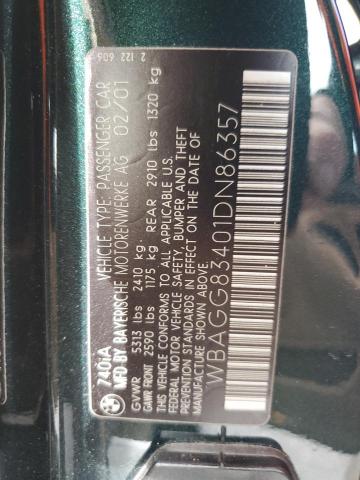 740iA VEHICLE TYPE: PASSENGER CAR 2 122 605
MFD BY BAYERISCHE MOTORENWERKE AG 02/01
GVWR 5313 lbs 2410 kg.
GAWR FRONT 2590 lbs 1175 kg. REAR 2910 lbs 1320 kg
THIS VEHICLE CONFORMS TO ALL APPLICABLE U.S.
FEDERAL MOTOR VEHICLE SAFETY, BUMPER AND THEFT
PREVENTION STANDARDS IN EFFECT ON THE DATE OF
MANUFACTURE SHOWN ABOVE.
WBAGG83401DN86357